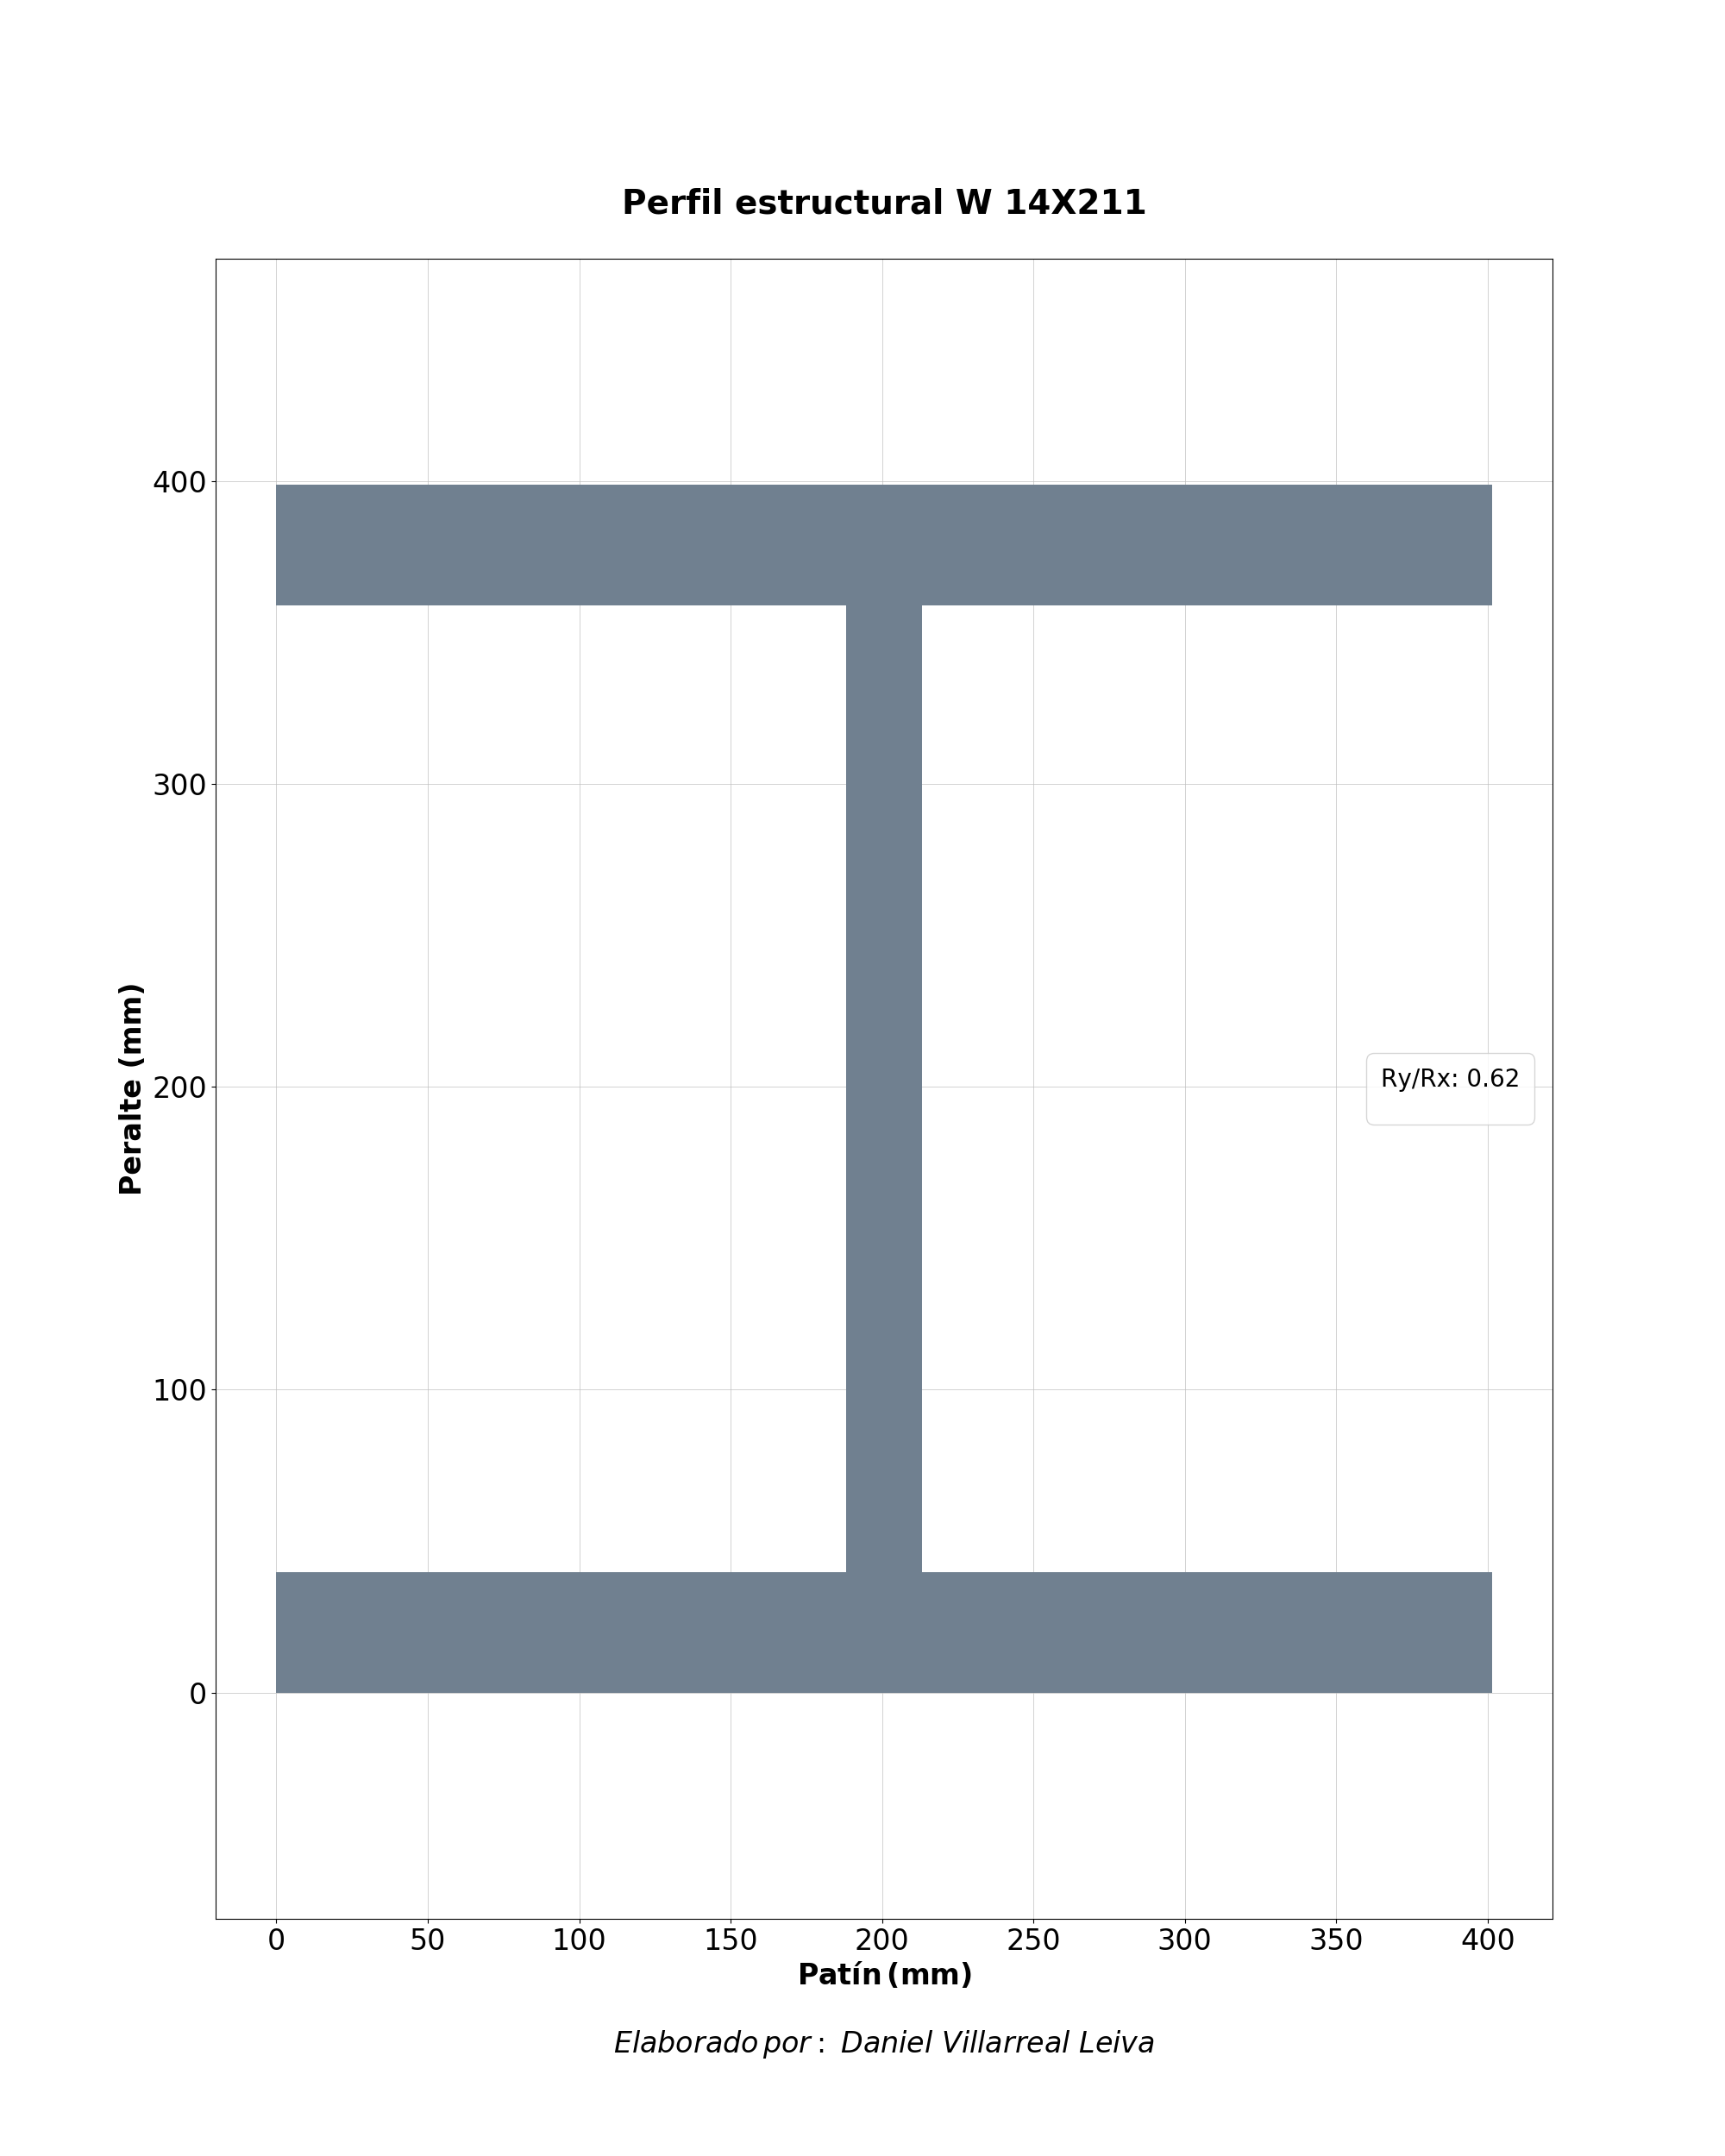 Perfil estructural W 14X211
Peralte (mm)
400
300
200
100
0
Ry/Rx: 0.62
0 50 100 150 200 250 300 350 400
Patín (mm)
Elaborado por: Daniel Villarreal Leiva